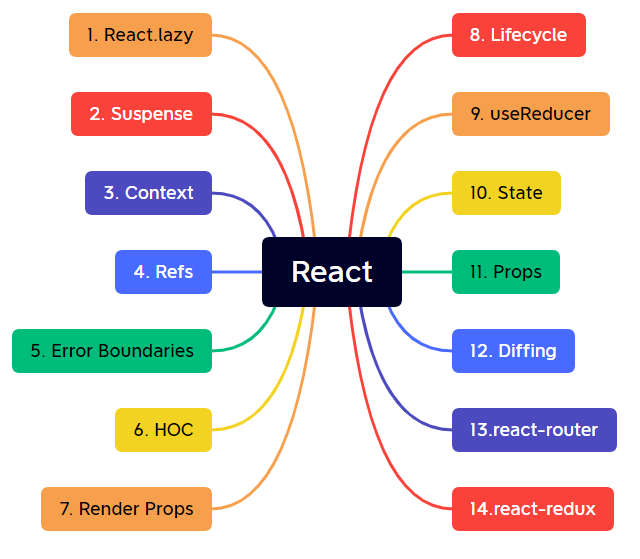 1. React.lazy
2. Suspense
3. Context
4. Refs
5. Error Boundaries
6. HOC
7. Render Props
React
8. Lifecycle
9. useReducer
10. State
11. Props
12. Diffing
13.react-router
14.react-redux